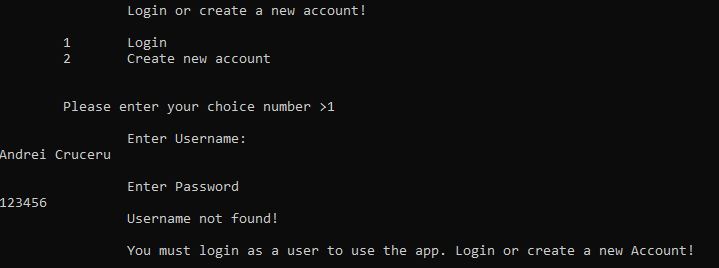 Login or create a new account!
1 Login
2 Create new account
Please enter your choice number >1
Enter Username:
Andrei Cruceru
Enter Password
123456
Username not found!
You must login as a user to use the app. Login or create a new Account!